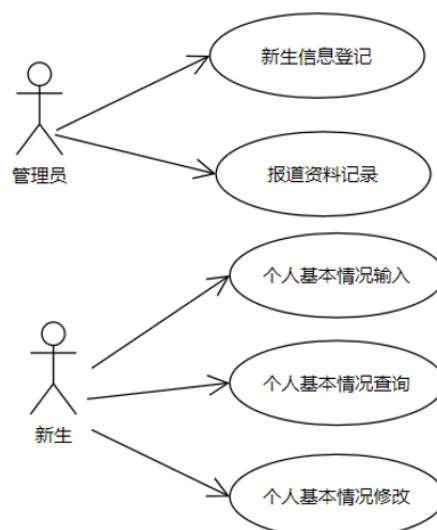 新生信息登记
管理员
报道资料记录
个人基本情况输入
个人基本情况查询
新生
个人基本情况修改